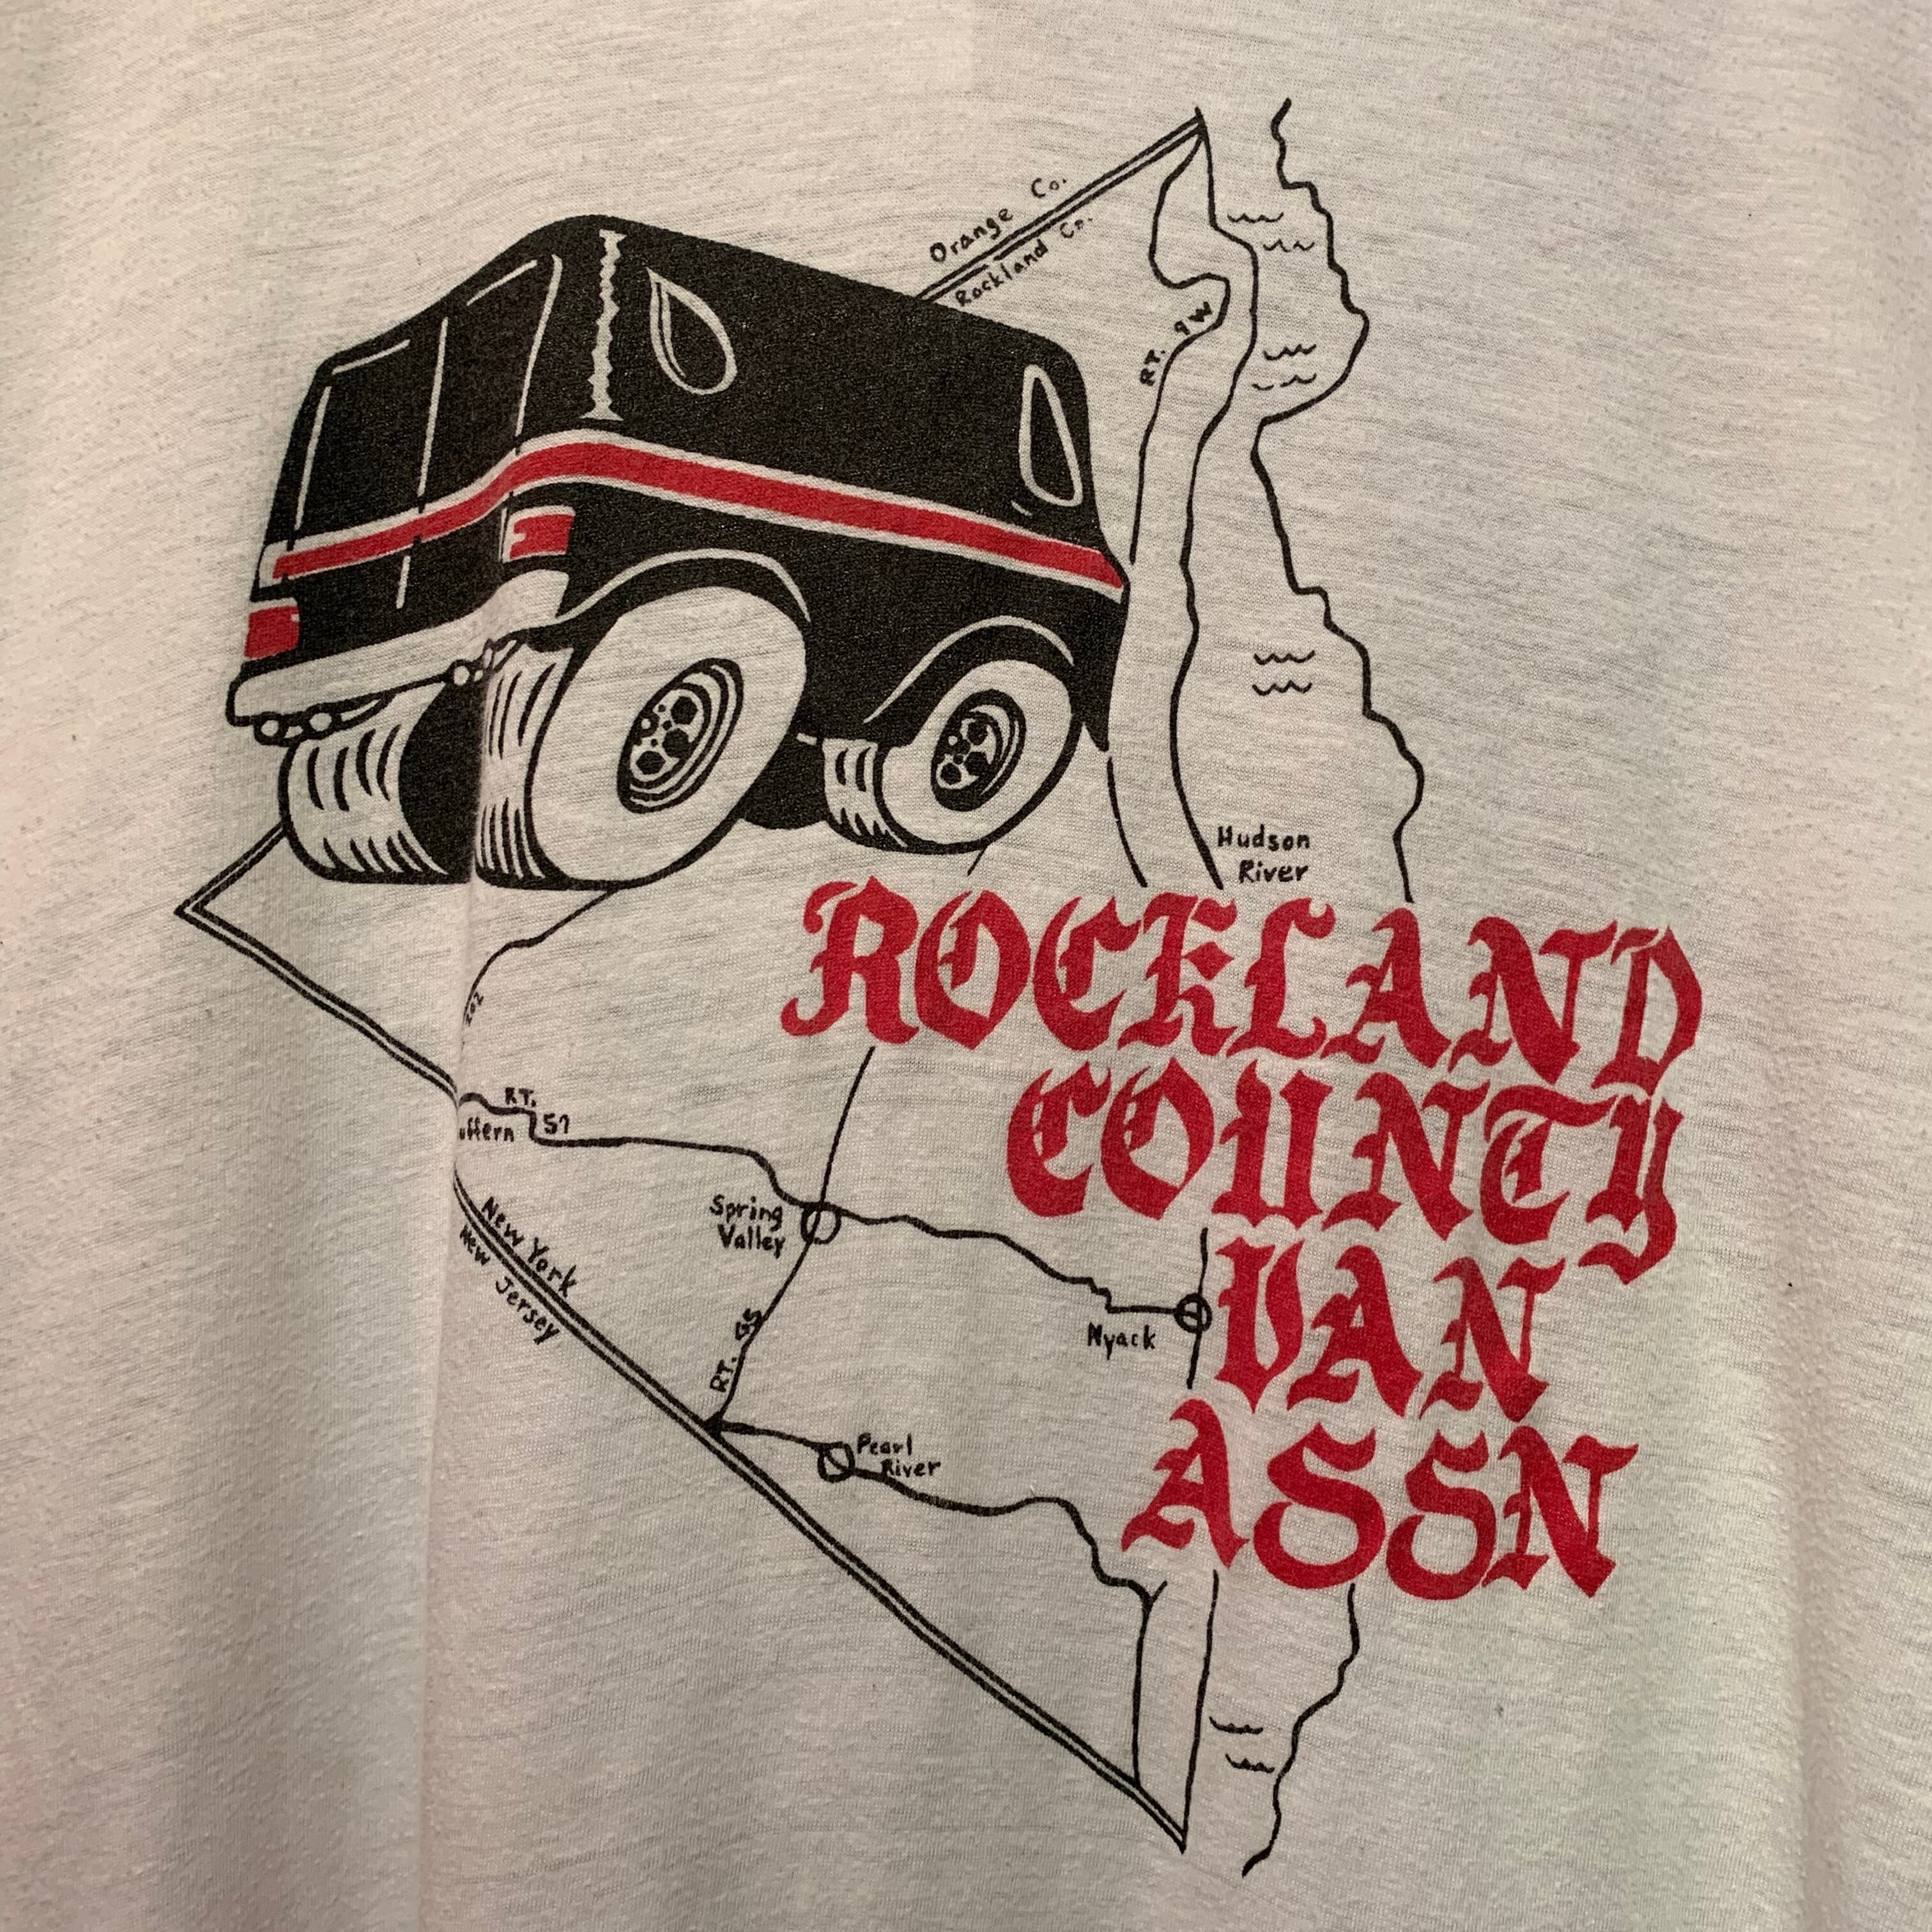 Orange Co.
Rockland Co.
RT. 9W
Hudson
River
ROCKLAND
COUNTY
VAN
ASSN
202
RT.
59
uffern
Spring
Valley
New York
New Jersey
RT. 45
Nyack
Pearl
River